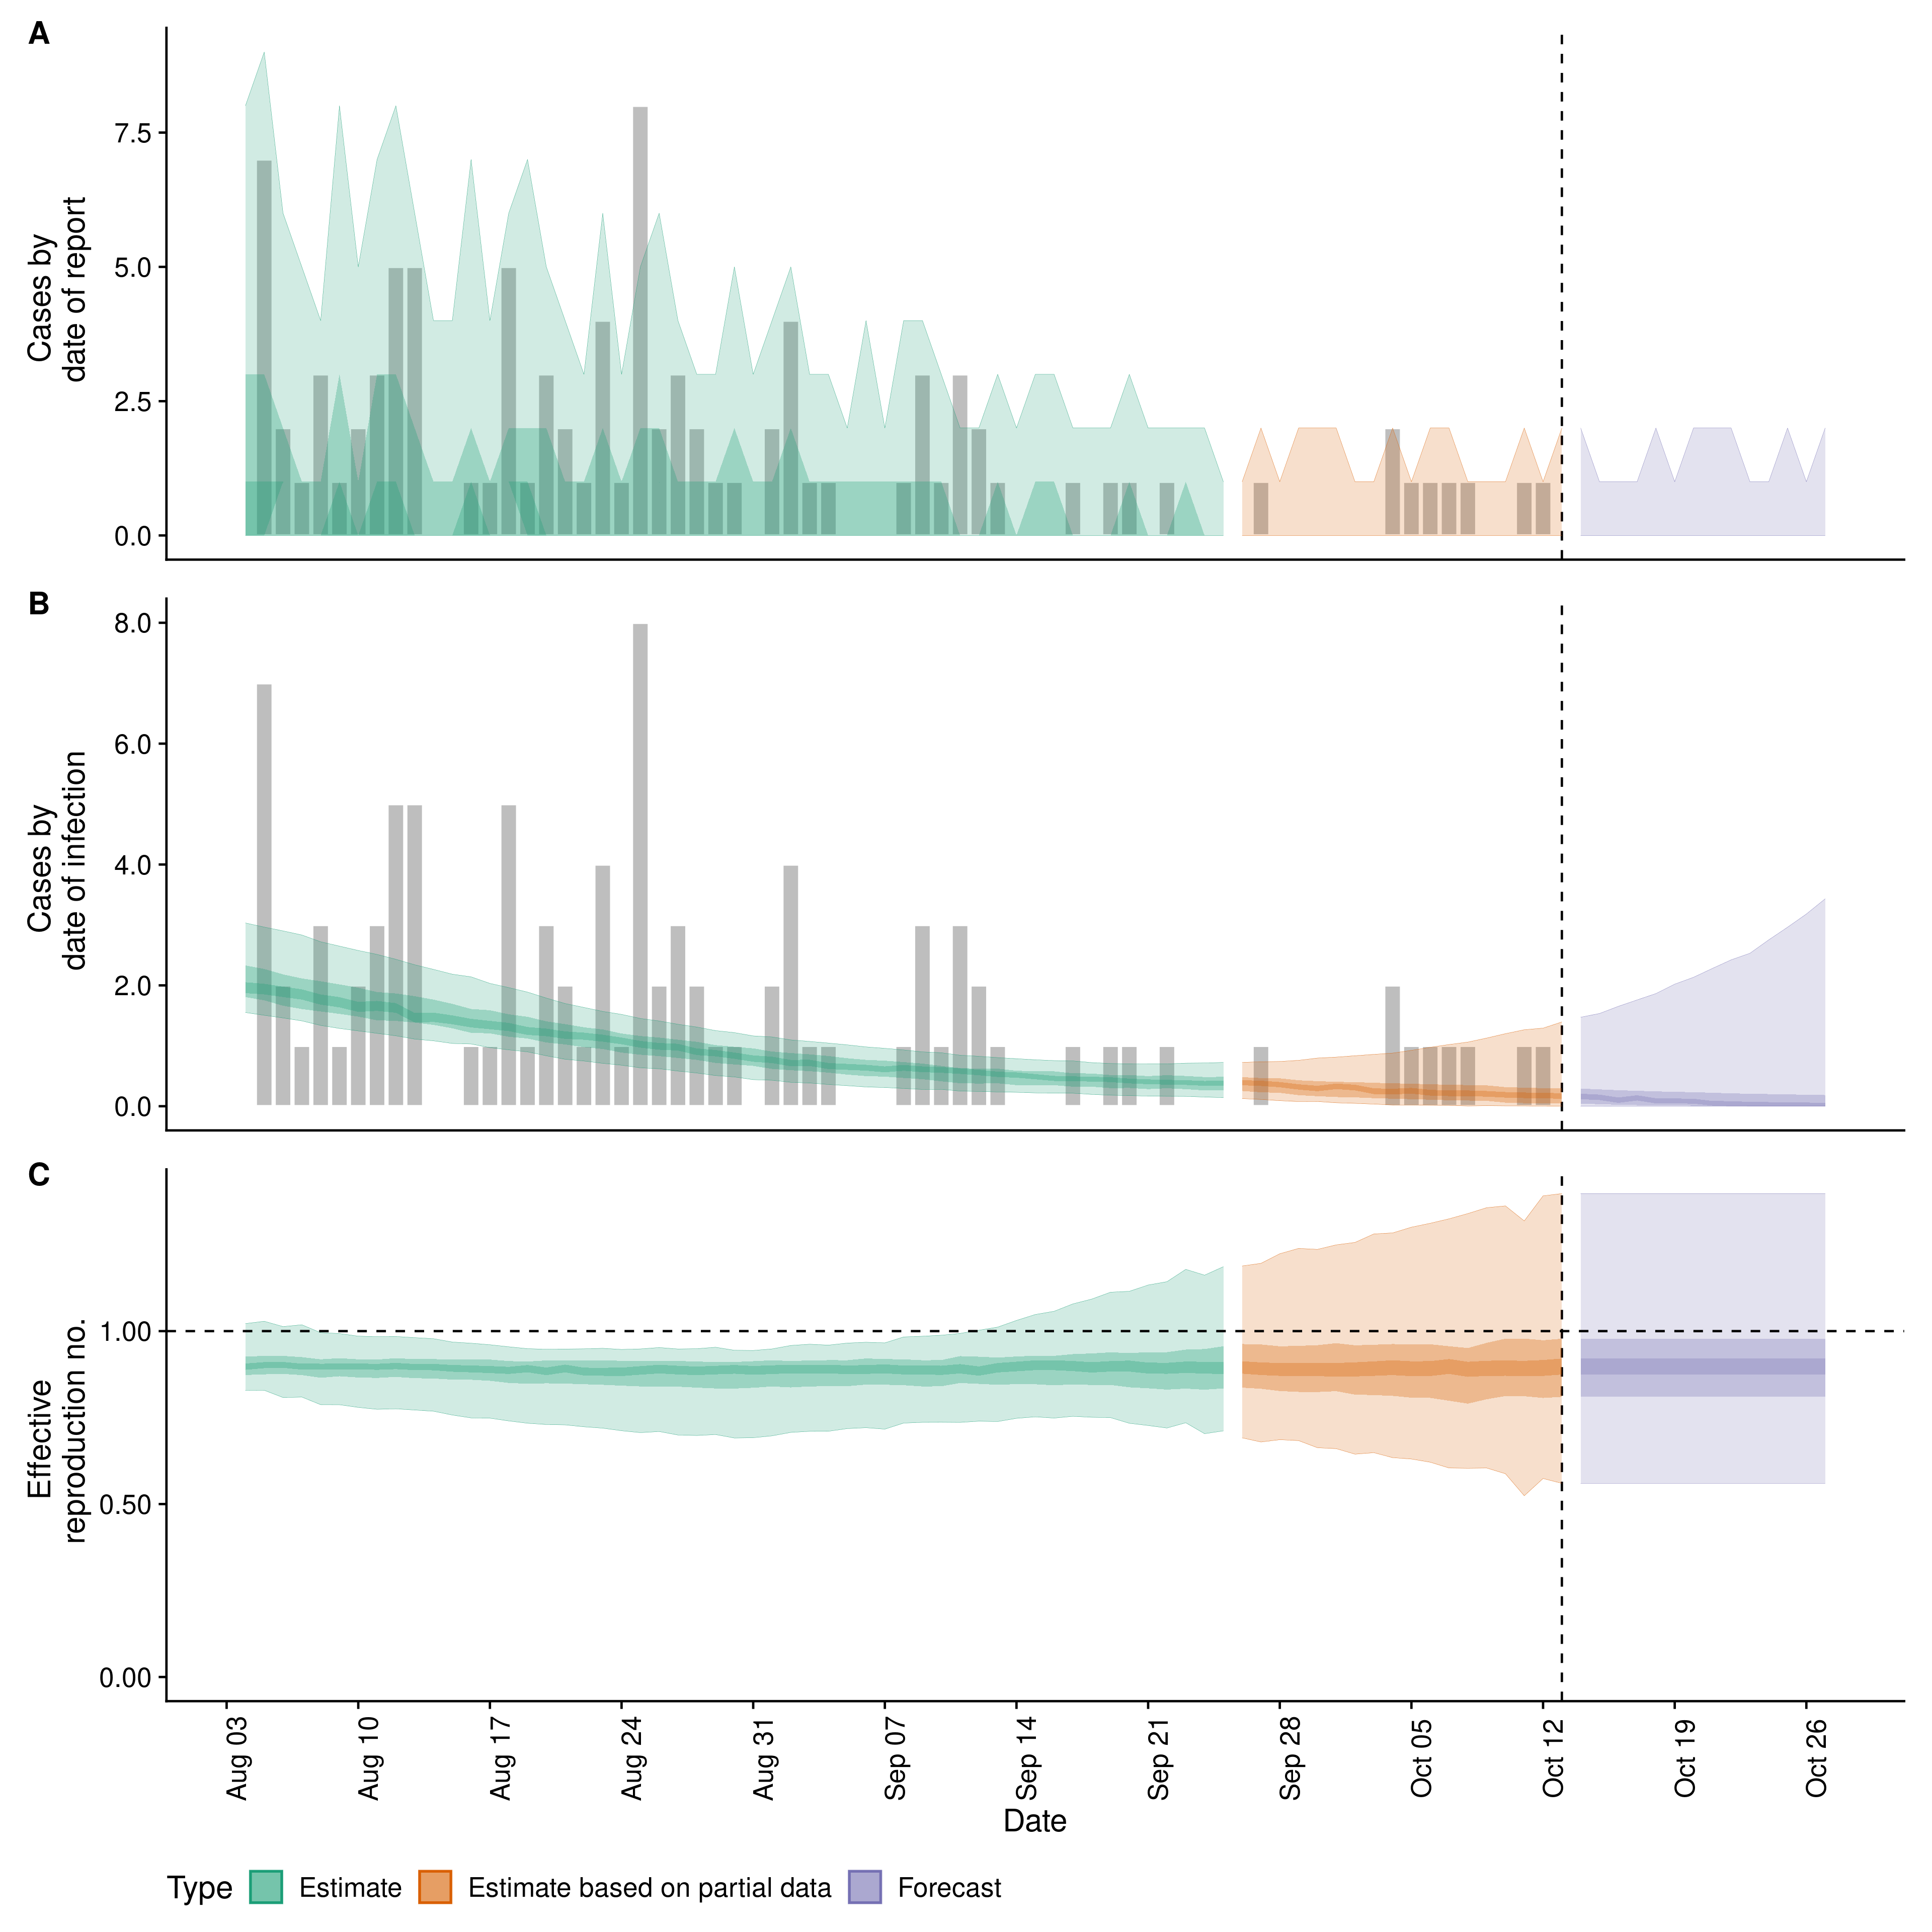 A
Cases by
date of report
7.5
5.0
2.5
0.0
B
Cases by
date of infection
8.0
6.0
4.0
2.0
0.0
C
Effective
reproduction no.
1.00
0.50
0.00
Aug 03
Aug 10
Aug 17
Aug 24
Aug 31
Sep 07
Sep 14
Sep 21
Sep 28
Oct 05
Oct 12
Oct 19
Oct 26
Date
Type Estimate Estimate based on partial data Forecast